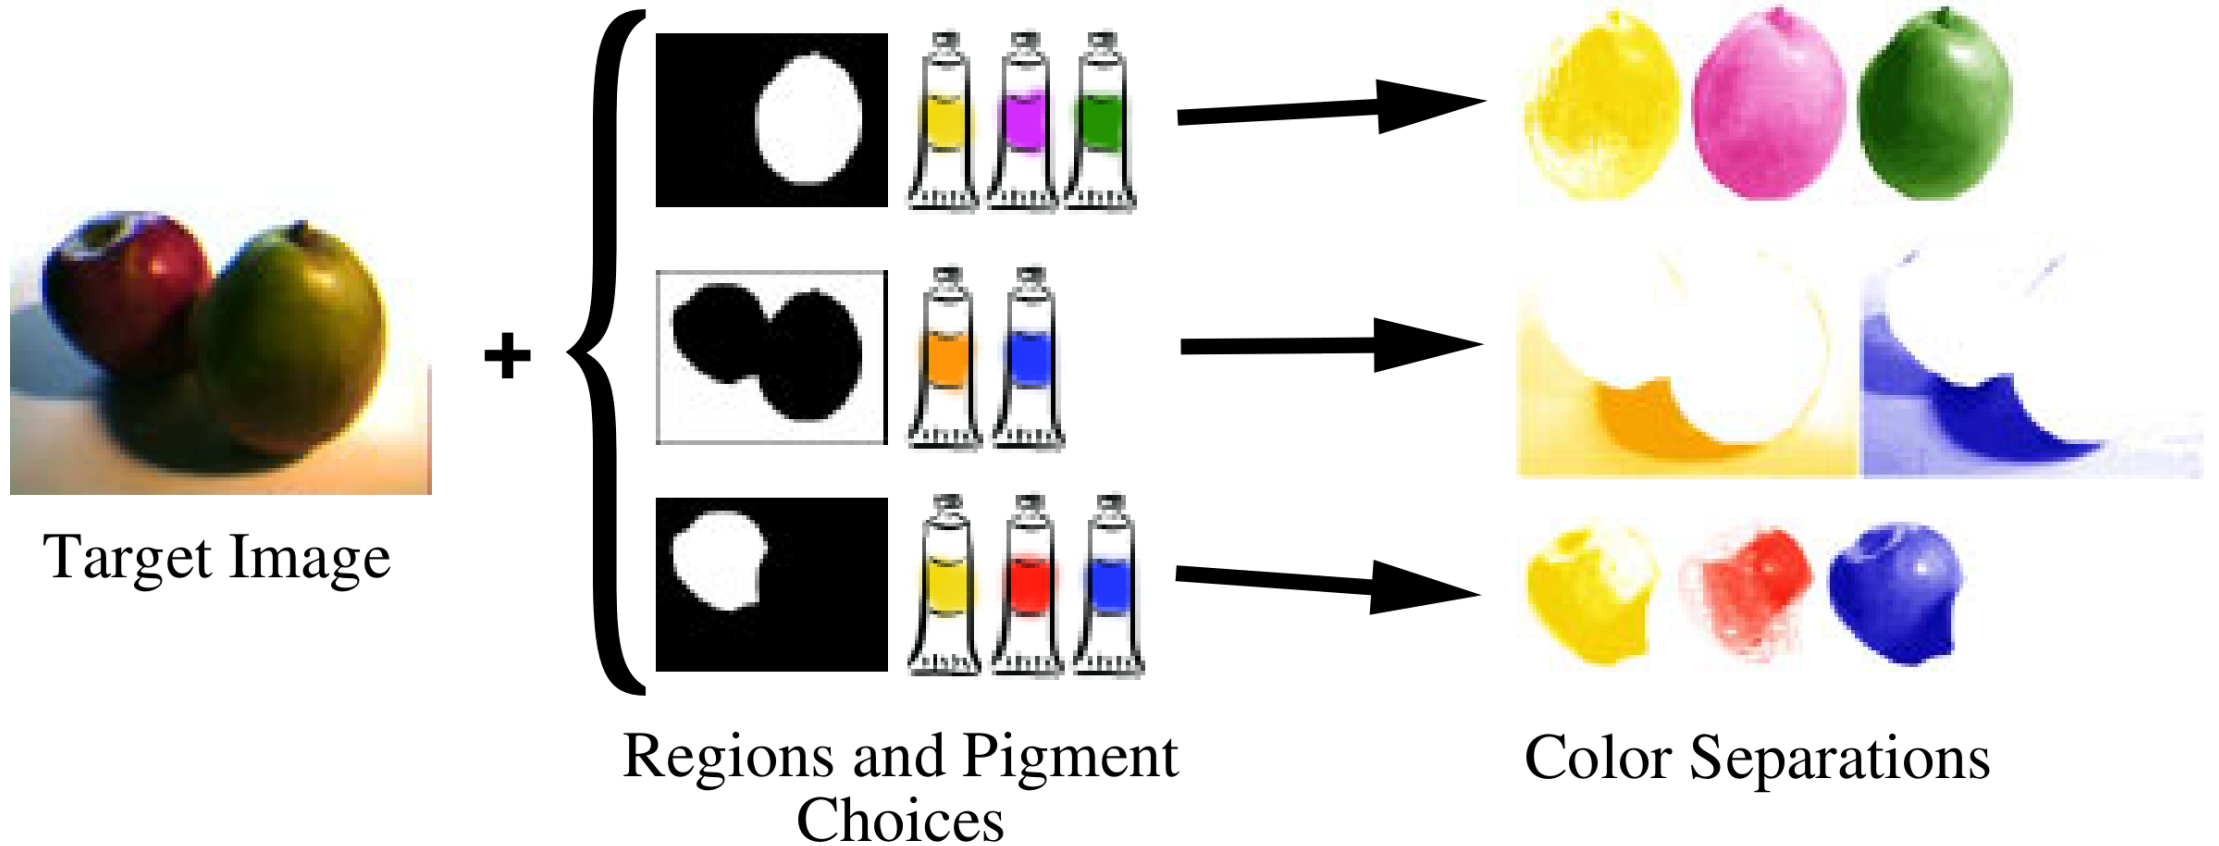 +
Target Image
Regions and Pigment
Choices
Color Separations